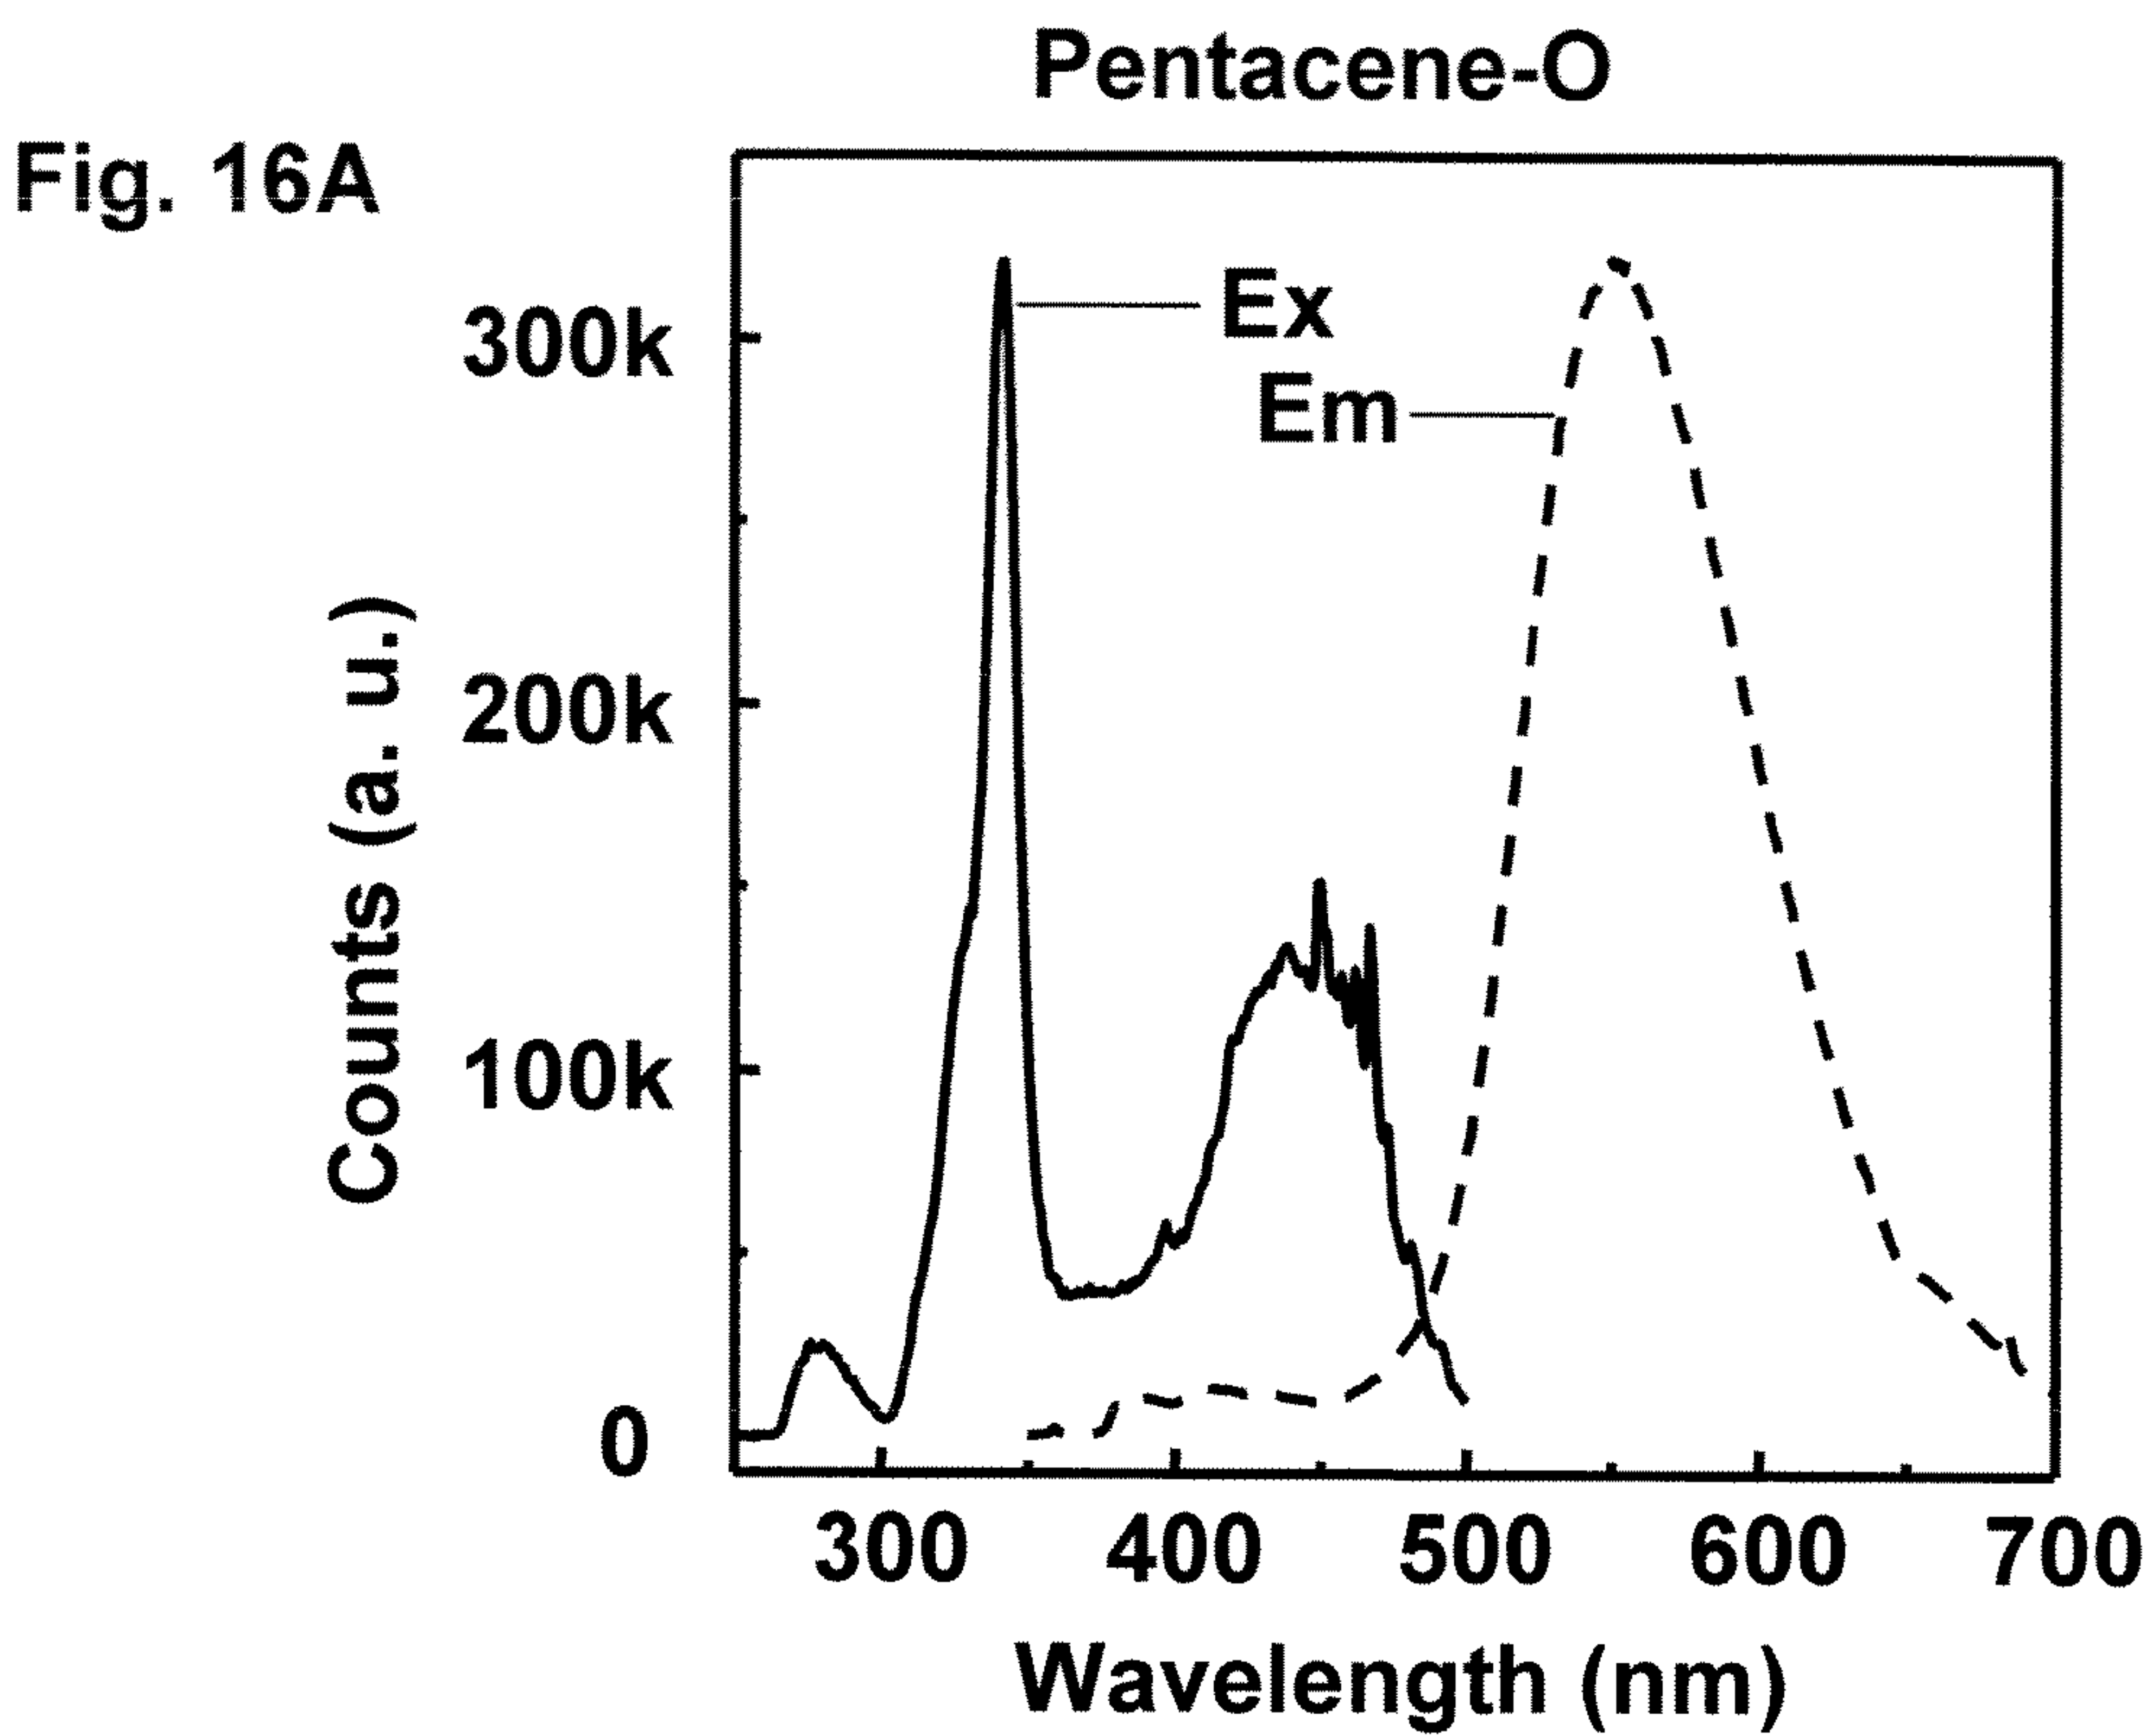 Pentacene-O
Fig. 16A
Ex
Em
300k
200k
100k
0
Counts (a. u.)
300 400 500 600 700
Wavelength (nm)